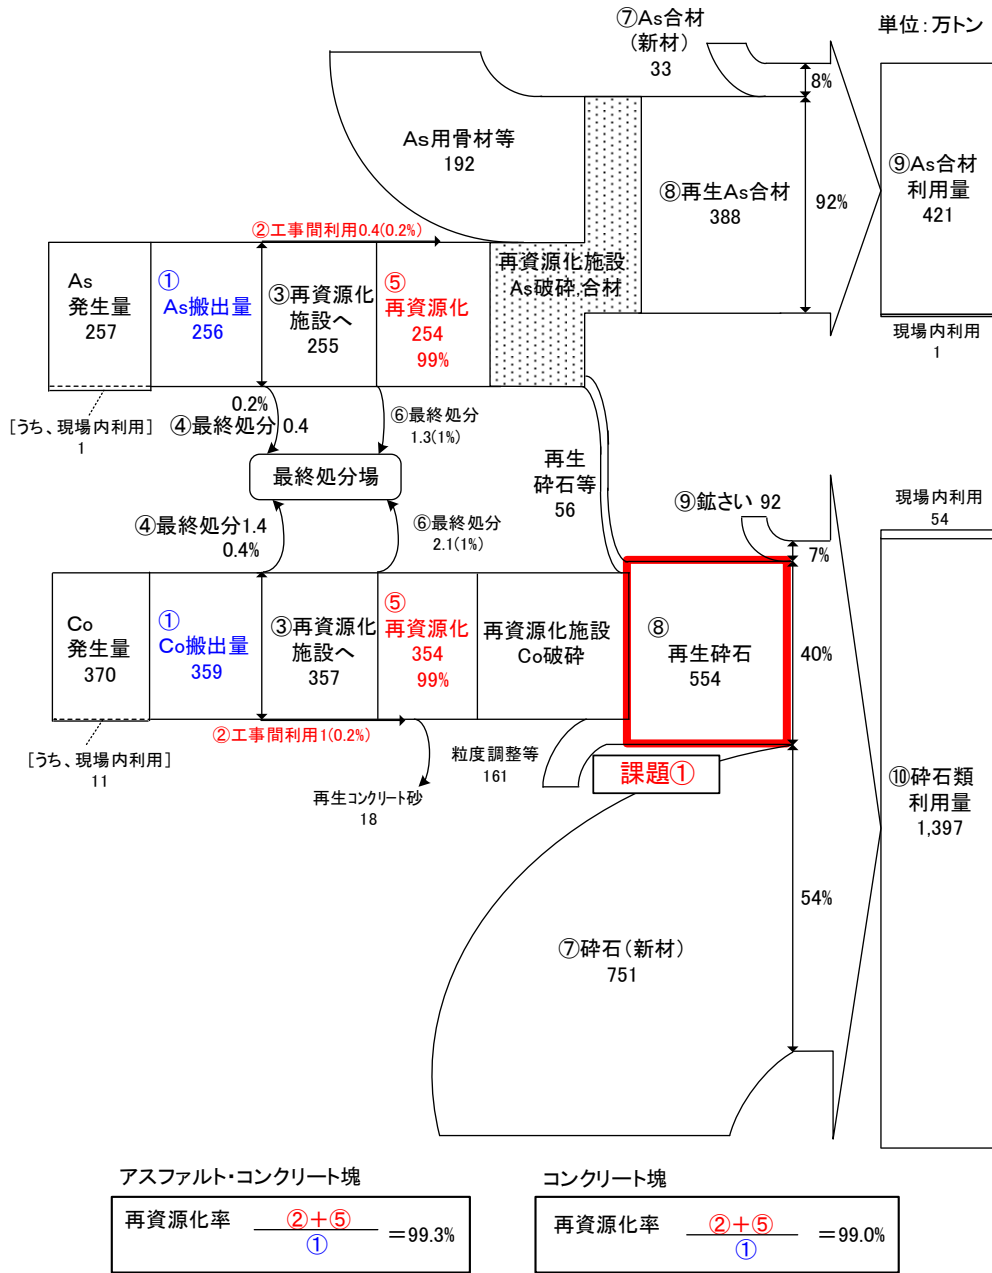 単位：万トン
⑦As合材
(新材)
33
8%
As用骨材等
192
⑧再生As合材
388
92%
⑨As合材
利用量
421
②工事間利用0.4(0.2%)
As
発生量
257
①
As搬出量
256
③再資源化
施設へ
255
⑤
再資源化
254
99%
再資源化施設
As破砕,合材
現場内利用
1
[うち、現場内利用]
1
0.2%
④最終処分 0.4
⑥最終処分
1.3(1%)
最終処分場
再生
砕石等
56
④最終処分1.4
0.4%
⑥最終処分
2.1(1%)
⑨鉱さい 92
7%
現場内利用
54
Co
発生量
370
①
Co搬出量
359
③再資源化
施設へ
357
⑤
再資源化
354
99%
再資源化施設
Co破砕
⑧
再生砕石
554
40%
②工事間利用1(0.2%)
[うち、現場内利用]
11
再生コンクリート砂
18
粒度調整等
161
課題①
⑩砕石類
利用量
1,397
54%
⑦砕石(新材)
751
アスファルト・コンクリート塊
再資源化率 ②＋⑤ ＝99.3%
①
コンクリート塊
再資源化率 ②＋⑤ ＝99.0%
①